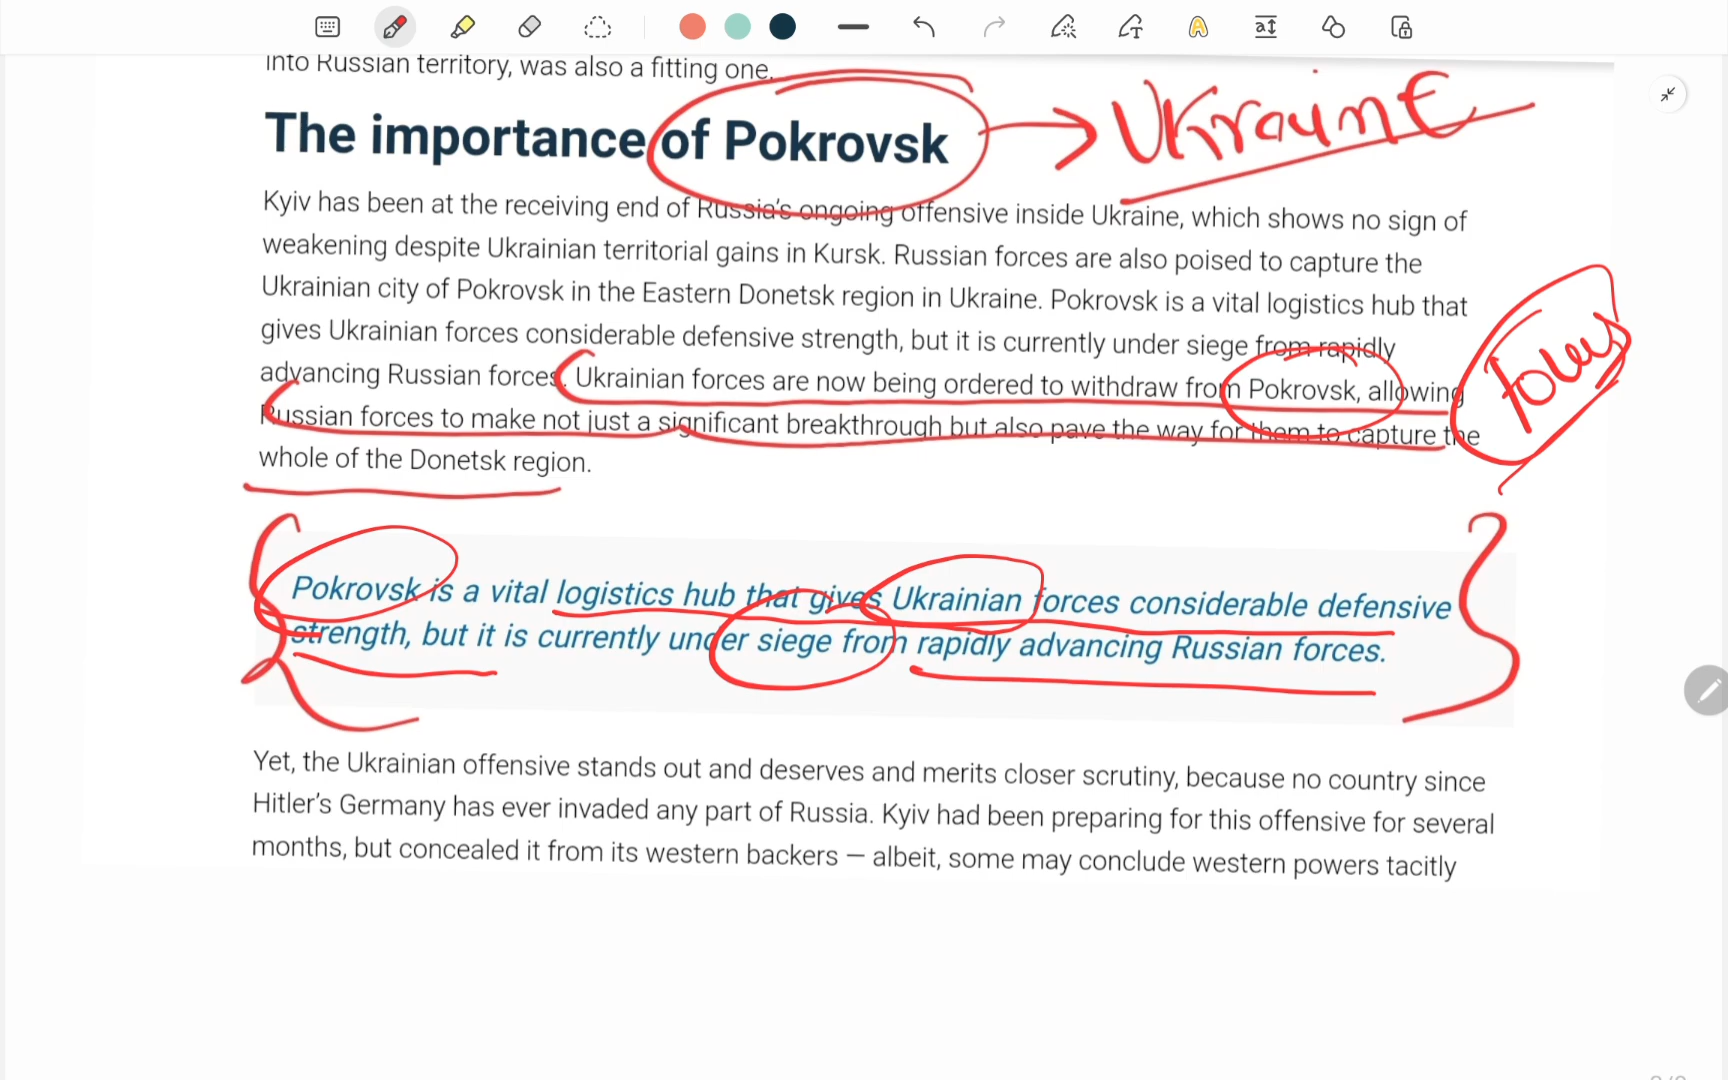 into Russian territory, was also a fitting one.
The importance of Pokrovsk
Ukraine
Kyiv has been at the receiving end of Russia's ongoing offensive inside Ukraine, which shows no sign of
weakening despite Ukrainian territorial gains in Kursk. Russian forces are also poised to capture the
Ukrainian city of Pokrovsk in the Eastern Donetsk region in Ukraine. Pokrovsk is a vital logistics hub that
gives Ukrainian forces considerable defensive strength, but it is currently under siege from rapidly
advancing Russian forces. Ukrainian forces are now being ordered to withdraw from Pokrovsk, allowing
Russian forces to make not just a significant breakthrough but also pave the way for them to capture the
whole of the Donetsk region.
Focus
Pokrovsk is a vital logistics hub that gives Ukrainian forces considerable defensive
strength, but it is currently under siege from rapidly advancing Russian forces.
Yet, the Ukrainian offensive stands out and deserves and merits closer scrutiny, because no country since
Hitler's Germany has ever invaded any part of Russia. Kyiv had been preparing for this offensive for several
months, but concealed it from its western backers — albeit, some may conclude western powers tacitly